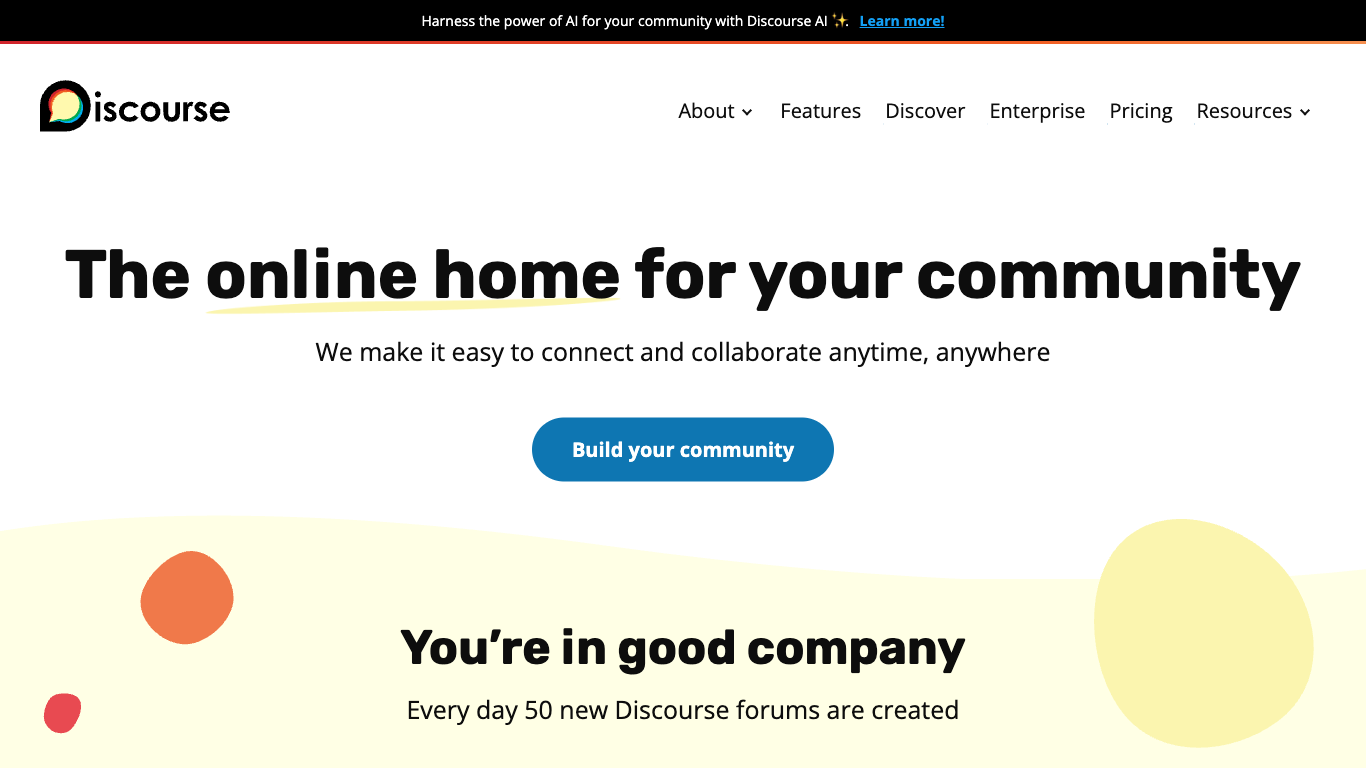 Harness the power of AI for your community with Discourse AI ✨. Learn more!
Discourse
About
Features
Discover
Enterprise
Pricing
Resources
The online home for your community
We make it easy to connect and collaborate anytime, anywhere
Build your community
You’re in good company
Every day 50 new Discourse forums are created